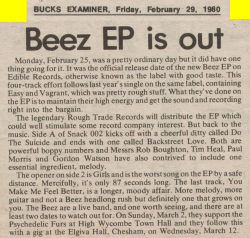 BUCKS EXAMINER, Friday, February 29, 1980
Beez EP is out
Monday, February 25, was a pretty ordinary day but it did have one
thing going for it. It was the official release date of the new Beez EP on
Edible Records, otherwise known as the label with good taste. This
four-track effort follows last year's single on the same label, containing
Easy and Vagrant, which was pretty rough stuff. What they've done on
the EP is to maintain their high energy and get the sound and recording
right into the bargain.
The legendary Rough Trade Records will distribute the EP which
could well stimulate some record company interest. But back to the
music. Side A of Snack 002 kicks off with a cheerful ditty called Do
The Suicide and ends with one called Backstreet Love. Both are
powerful poppy numbers and Messrs Rob Boughton, Tim Heal, Paul
Morris and Gordon Watson have also contrived to include one
essential ingredient, melody.
The opener on side 2 is Girls and is the worst song on the EP by a safe
distance. Mercifully, it's only 87 seconds long. The last track, You
Make Me Feel Better, is a longer, moody affair. More melody, more
guitar and not a Beez headlong rush but definitely one that grows on
you. The Beez are a live band, and worth seeing, and there are at
least two dates to watch out for. On Sunday, March 2, they support the
Psychedelic Furs at High Wycombe Town Hall and they follow this
with a gig at the Elgiva Hall, Chesham, on Wednesday, March 12.